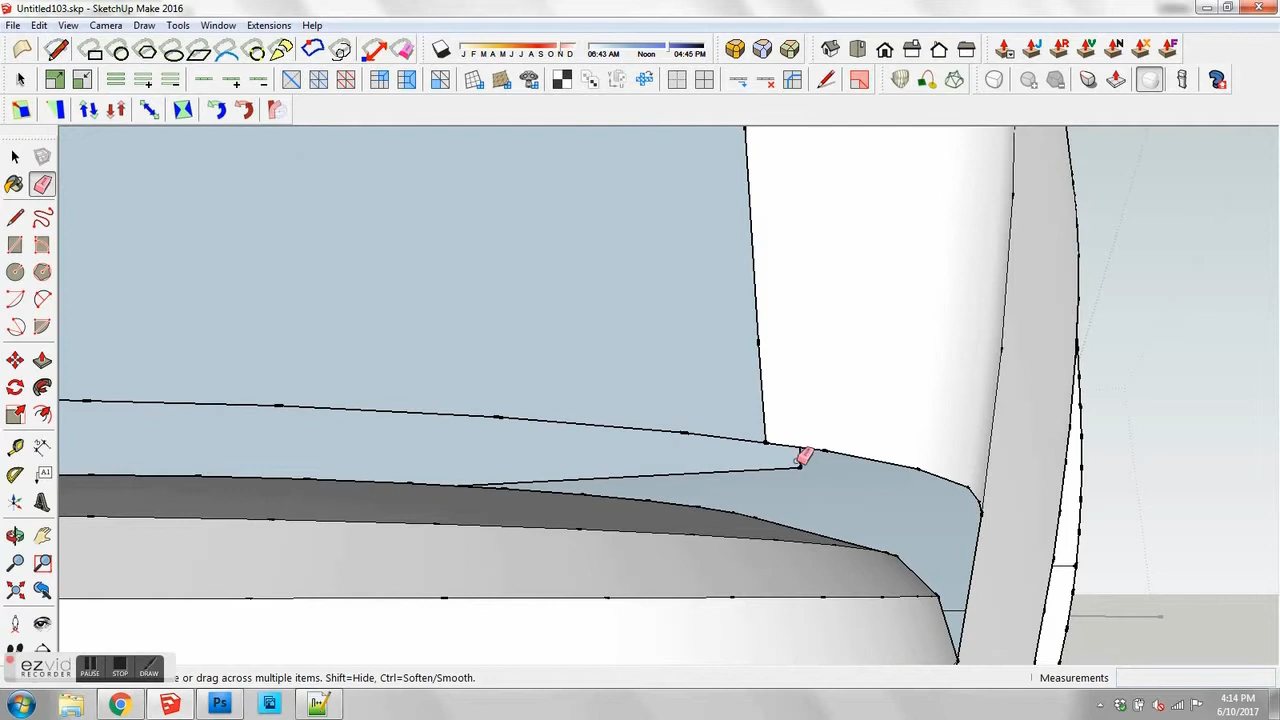 Untitled103.skp - SketchUp Make 2016
File Edit View Camera Draw Tools Window Extensions Help
J F M A M J J A S O N D 06:43 AM Noon 04:45 PM
J R V N X F
A1
ezvid
RECORDER
PAUSE STOP DRAW
e or drag across multiple items. Shift=Hide, Ctrl=Soften/Smooth.
Measurements
Ps
4:14 PM
6/10/2017